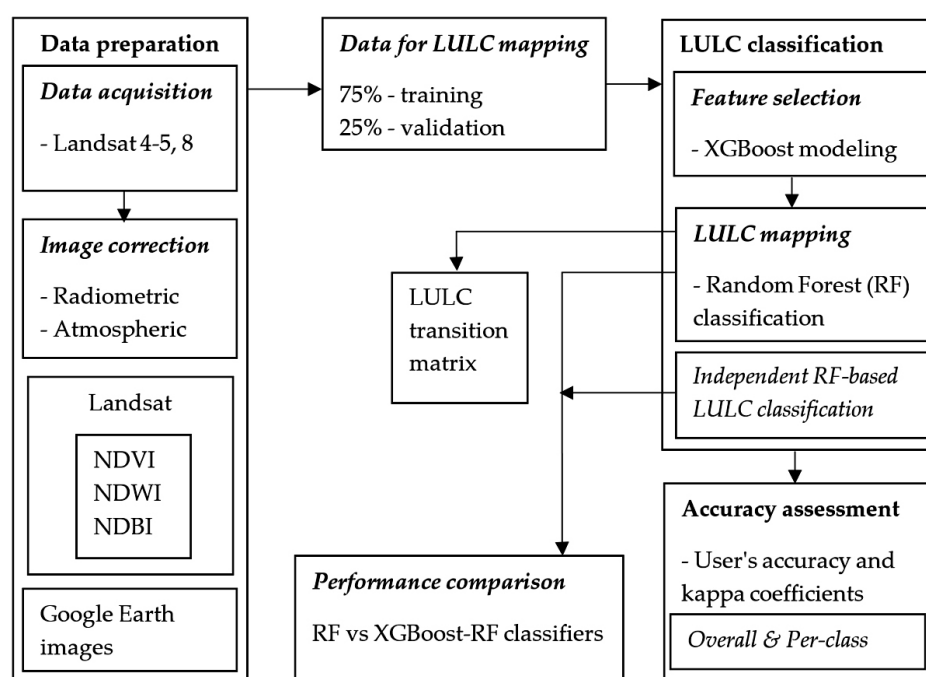 Data preparation
Data acquisition
- Landsat 4-5, 8
Image correction
- Radiometric
- Atmospheric
Landsat
NDVI
NDWI
NDBI
Google Earth
images
Data for LULC mapping
75% - training
25% - validation
LULC classification
Feature selection
- XGBoost modeling
LULC mapping
- Random Forest (RF)
classification
Independent RF-based
LULC classification
LULC
transition
matrix
Performance comparison
RF vs XGBoost-RF classifiers
Accuracy assessment
- User's accuracy and
kappa coefficients
Overall & Per-class